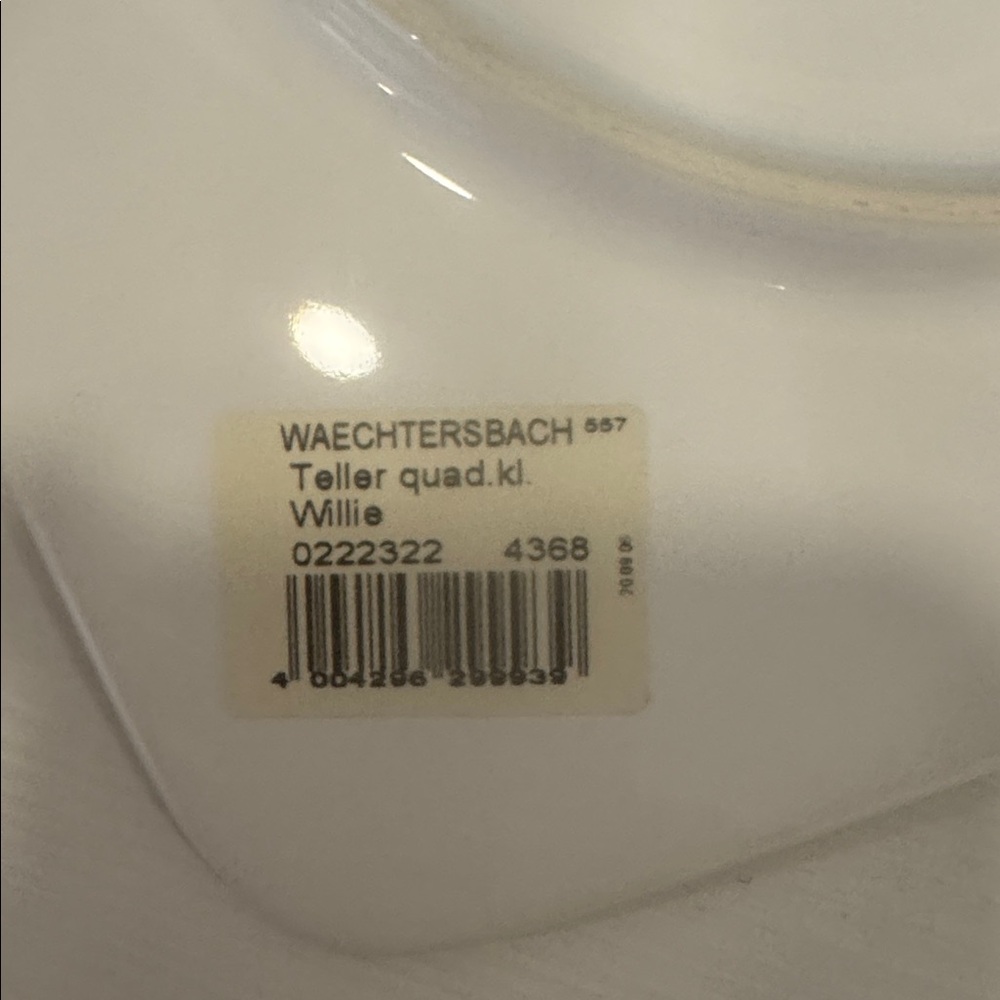 WAECHTERSBACH 557
Teller quad.kl.
Willie
0222322 4368
4 004296 299939